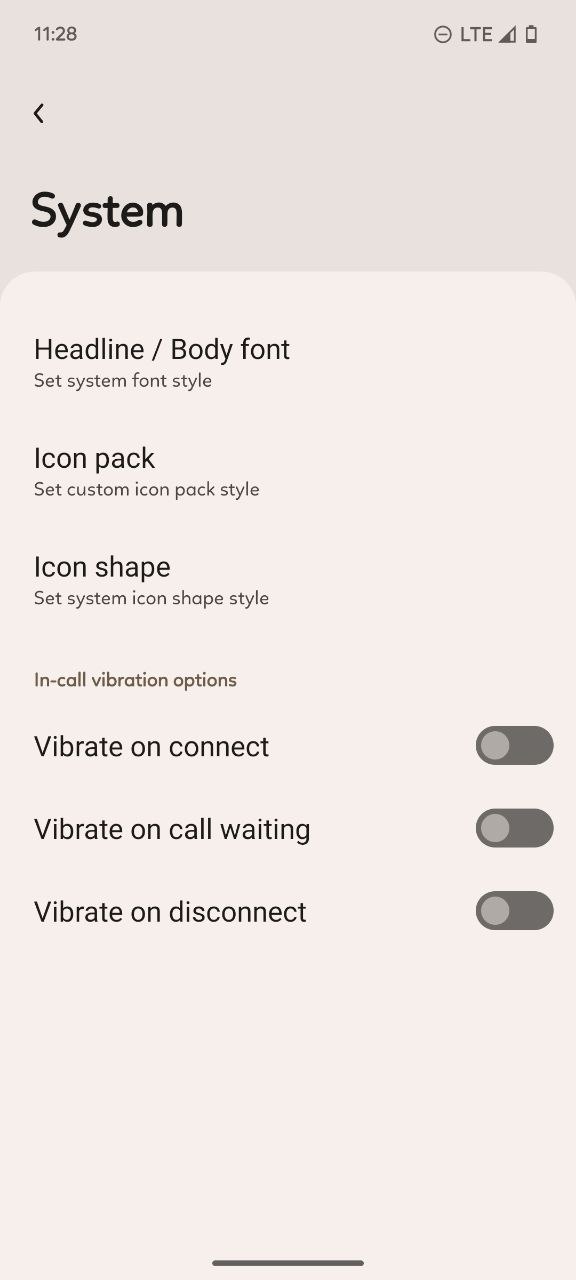 11:28
LTE
System
Headline / Body font
Set system font style
Icon pack
Set custom icon pack style
Icon shape
Set system icon shape style
In-call vibration options
Vibrate on connect
Vibrate on call waiting
Vibrate on disconnect